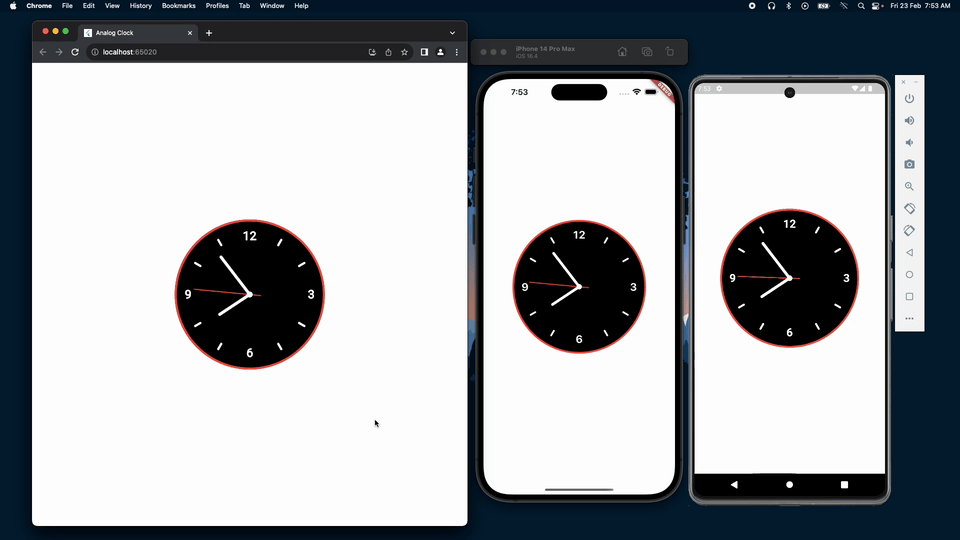 Chrome File Edit View History Bookmarks Profiles Tab Window Help Fri 23 Feb 7:53 AM
Analog Clock
localhost:65020
12
9 3
6
iPhone 14 Pro Max
iOS 16.4
7:53
12
9 3
6
7:53
12
9 3
6